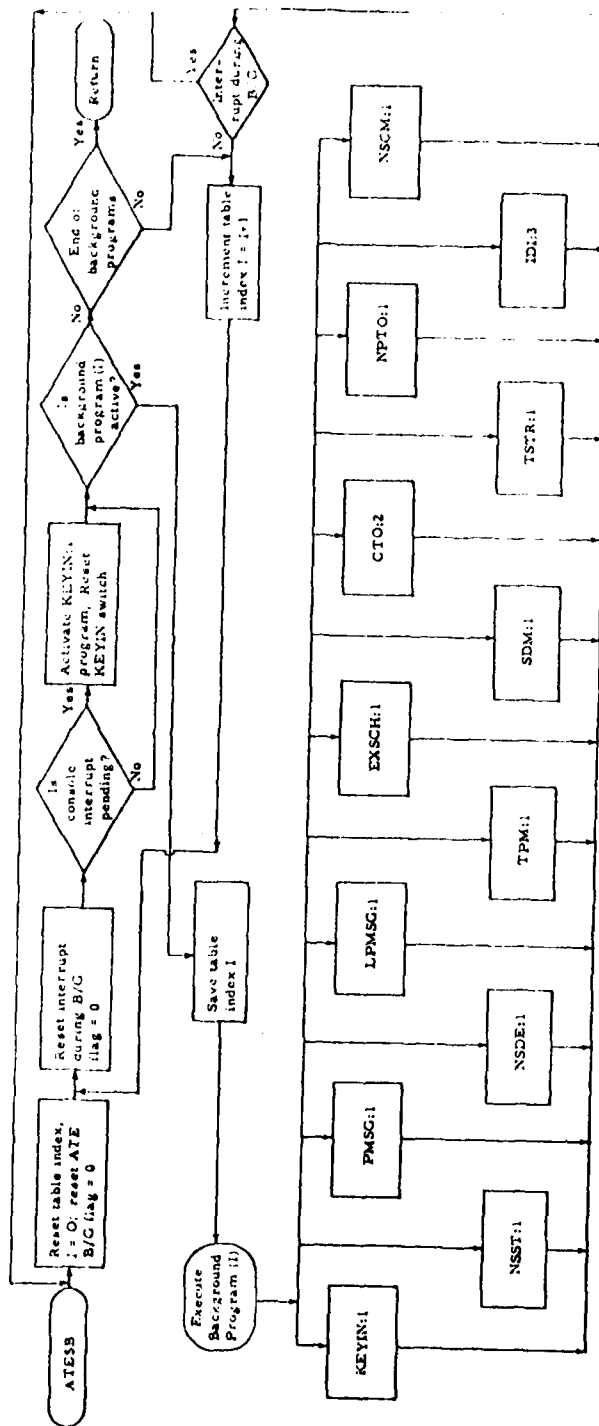 ATE$B
Reset table index,
I = O; reset ATE
B/G flag = 0
Reset interrupt
during B/G
flag = 0
Is
console
interrupt
pending?
Yes
No
Activate KEYIN:1
program, Reset
KEYIN switch
Is
background
program (I)
active?
No
Yes
End of
background
programs
Yes
No
Return
Inter-
rupt during
B/G
Yes
No
Increment table
index I = I+1
Save table
index I
Execute
Background
Program (I)
KEYIN:1
NSST:1
PMSG:1
NSDE:1
LPMSG:1
TPM:1
EXSCH:1
SDM:1
CTO:2
TSTR:1
NPTO:1
IDI:3
NSCM:1